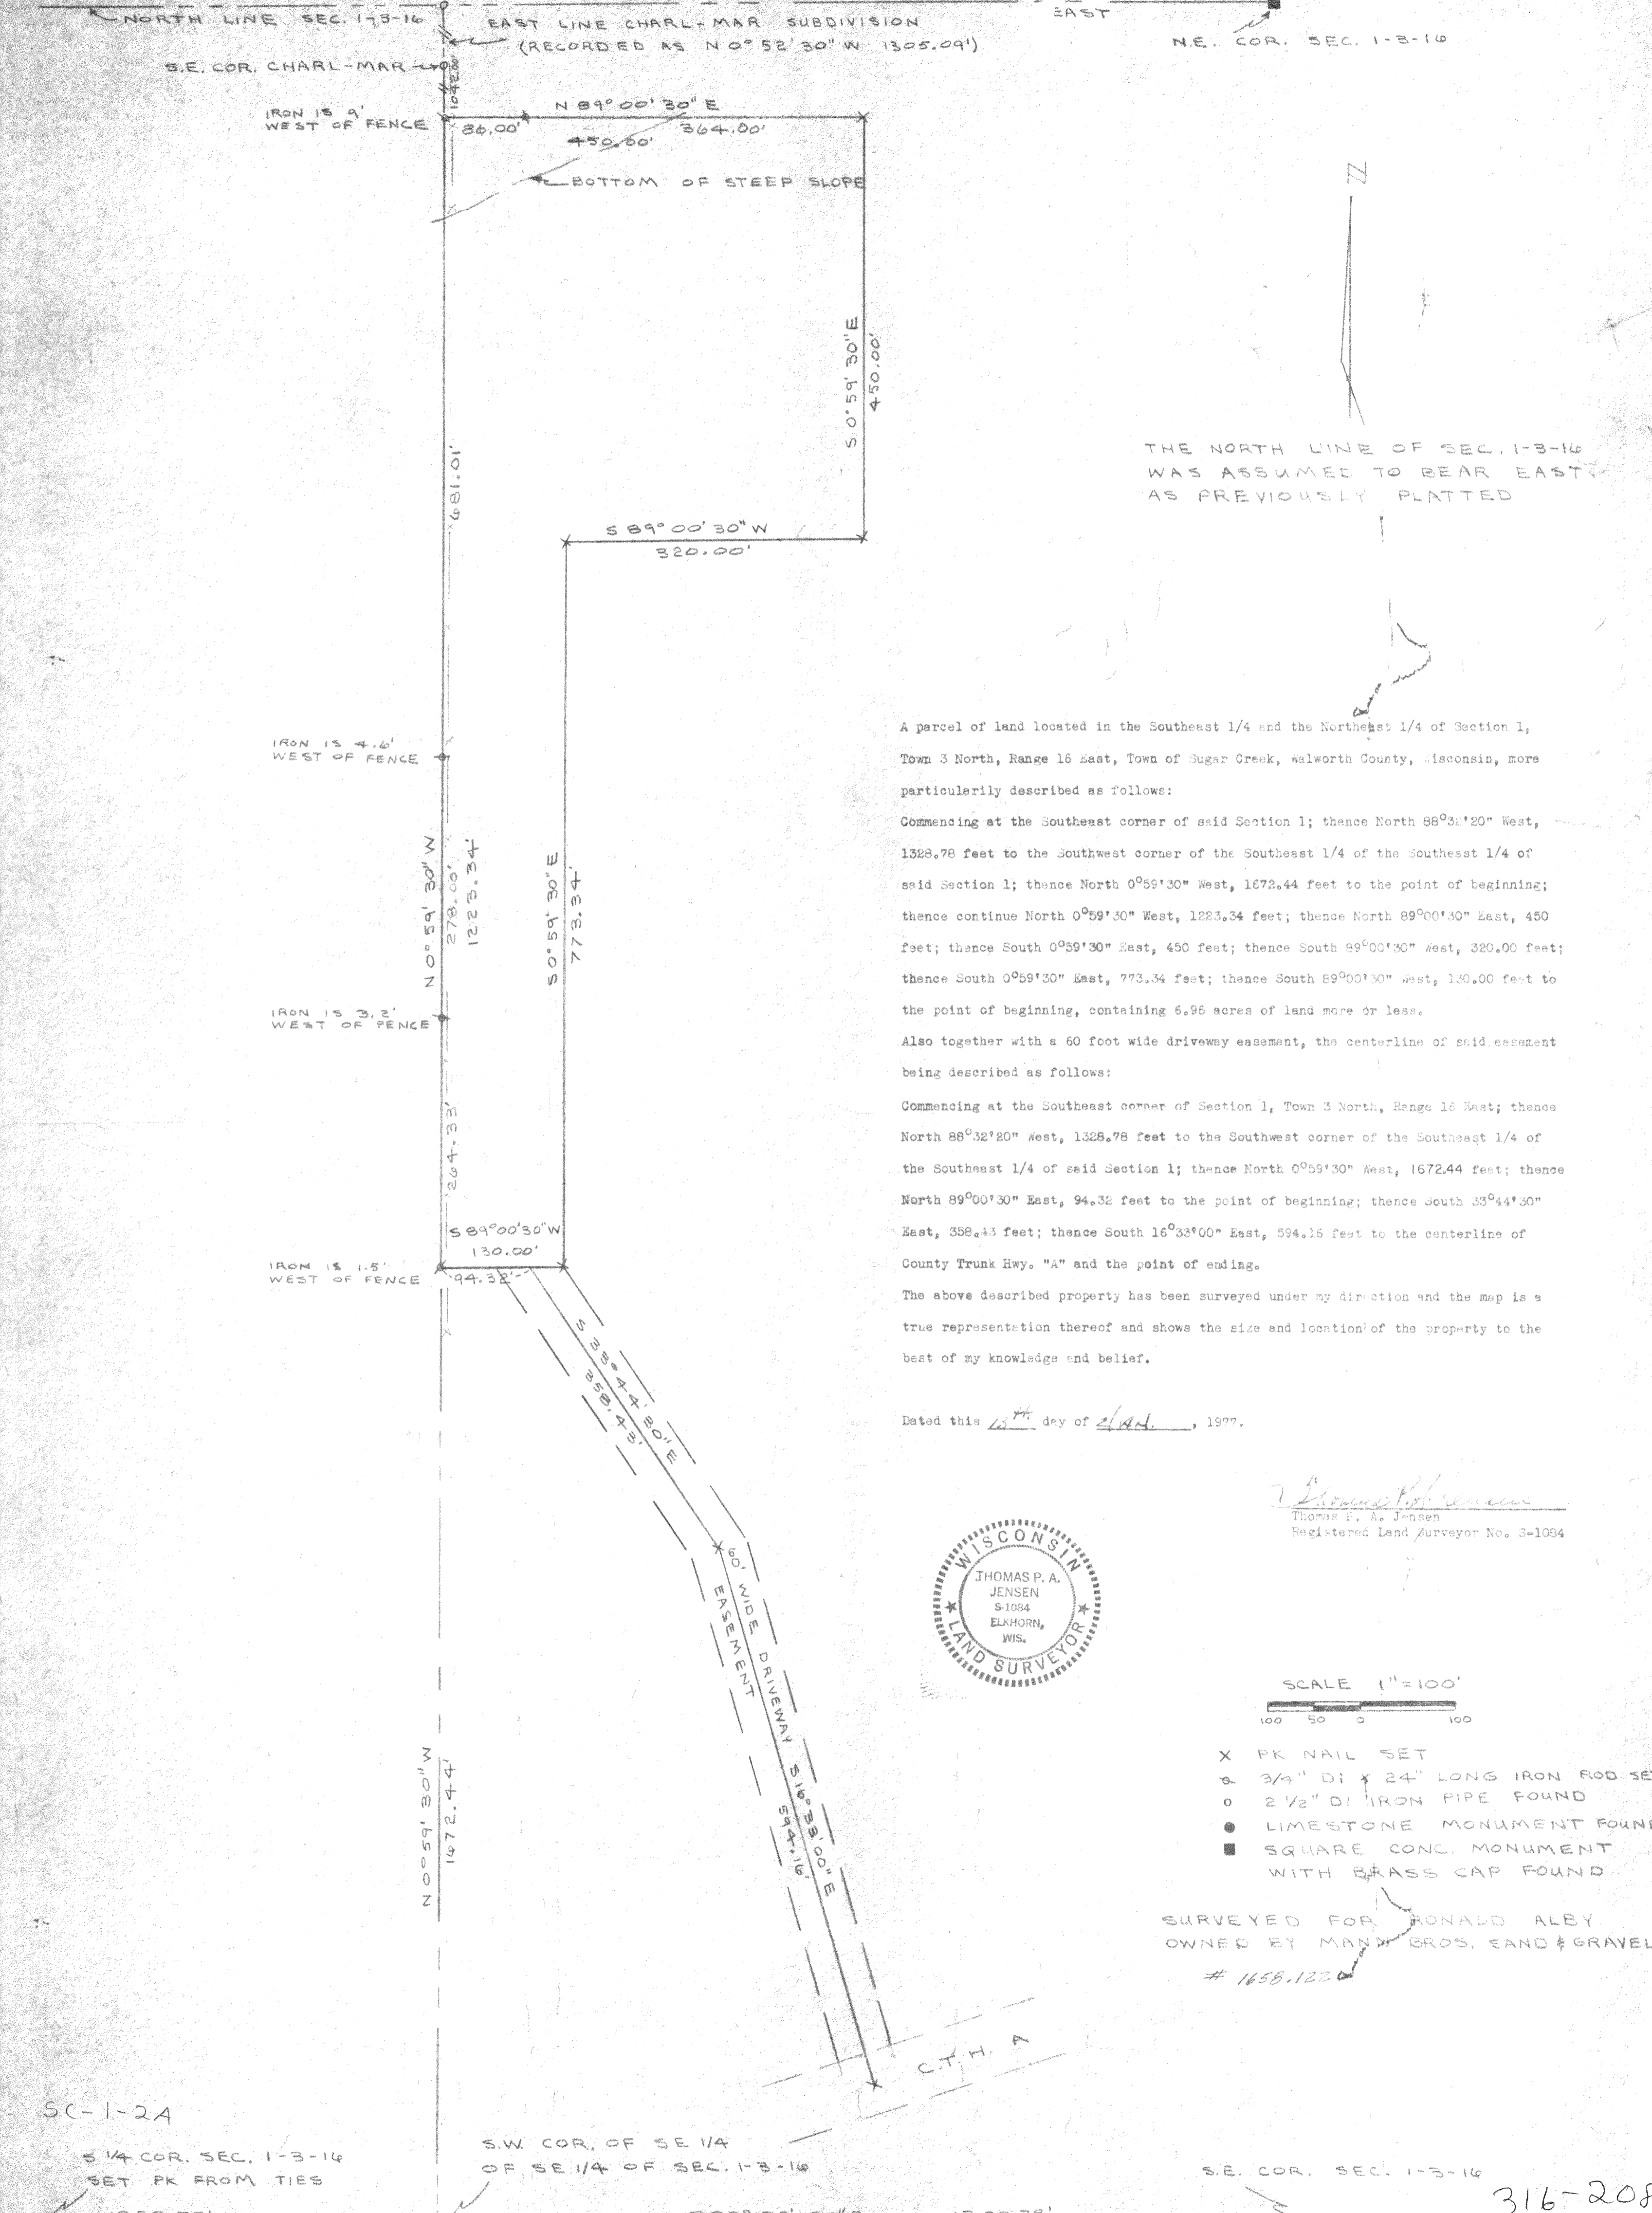 NORTH LINE SEC. 1-3-16
EAST LINE CHARL-MAR SUBDIVISION
(RECORDED AS N 0° 52' 30" W 1305.09')
EAST
N.E. COR. SEC. 1-3-16
S.E. COR. CHARL-MAR
1042.00'
IRON IS 9'
WEST OF FENCE
N 89° 00' 30" E
86.00'
364.00'
450.00'
BOTTOM OF STEEP SLOPE
N
S 0° 59' 30" E
450.00'
THE NORTH LINE OF SEC. 1-3-16
WAS ASSUMED TO BEAR EAST
AS PREVIOUSLY PLATTED
681.01'
S 89° 00' 30" W
320.00'
IRON IS 4.6'
WEST OF FENCE
N 0° 59' 30" W
278.00'
1223.34'
S 0° 59' 30" E
773.34'
IRON IS 3.2'
WEST OF FENCE
264.33'
S 89° 00' 30" W
130.00'
IRON IS 1.5'
WEST OF FENCE
94.32'
A parcel of land located in the Southeast 1/4 and the Northeast 1/4 of Section 1,
Town 3 North, Range 16 East, Town of Sugar Creek, Walworth County, Wisconsin, more
particularily described as follows:
Commencing at the Southeast corner of said Section 1; thence North 88°32'20" West,
1328.78 feet to the Southwest corner of the Southeast 1/4 of the Southeast 1/4 of
said Section 1; thence North 0°59'30" West, 1672.44 feet to the point of beginning;
thence continue North 0°59'30" West, 1223.34 feet; thence North 89°00'30" East, 450
feet; thence South 0°59'30" East, 450 feet; thence South 89°00'30" West, 320.00 feet;
thence South 0°59'30" East, 773.34 feet; thence South 89°00'30" West, 130.00 feet to
the point of beginning, containing 6.96 acres of land more or less.
Also together with a 60 foot wide driveway easement, the centerline of said easement
being described as follows:
Commencing at the Southeast corner of Section 1, Town 3 North, Range 16 East; thence
North 88°32'20" West, 1328.78 feet to the Southwest corner of the Southeast 1/4 of
the Southeast 1/4 of said Section 1; thence North 0°59'30" West, 1672.44 feet; thence
North 89°00'30" East, 94.32 feet to the point of beginning; thence South 33°44'30"
East, 358.43 feet; thence South 16°33'00" East, 594.16 feet to the centerline of
County Trunk Hwy. "A" and the point of ending.
The above described property has been surveyed under my direction and the map is a
true representation thereof and shows the size and location of the property to the
best of my knowledge and belief.
Dated this day of , 1977.
Thomas P. A. Jensen
Registered Land Surveyor No. S-1084
S 33° 44' 30" E
358.43'
60' WIDE DRIVEWAY
EASEMENT
S 16° 33' 00" E
594.16'
WISCONSIN
THOMAS P. A.
JENSEN
S-1084
ELKHORN,
WIS.
LAND SURVEYOR
SCALE 1"=100'
100 50 0 100
X PK NAIL SET
3/4" DI X 24" LONG IRON ROD SE
2 1/2" DI IRON PIPE FOUND
LIMESTONE MONUMENT FOUN
SQUARE CONC. MONUMENT
WITH BRASS CAP FOUND
SURVEYED FOR RONALD ALBY
OWNED BY MANN BROS. SAND & GRAVEL
# 1658.122
N 0° 59' 30" W
1672.44'
C.T.H. A
SC-1-2A
S 1/4 COR. SEC. 1-3-16
SET PK FROM TIES
S.W. COR. OF SE 1/4
OF SE 1/4 OF SEC. 1-3-16
S.E. COR. SEC. 1-3-16
316-208